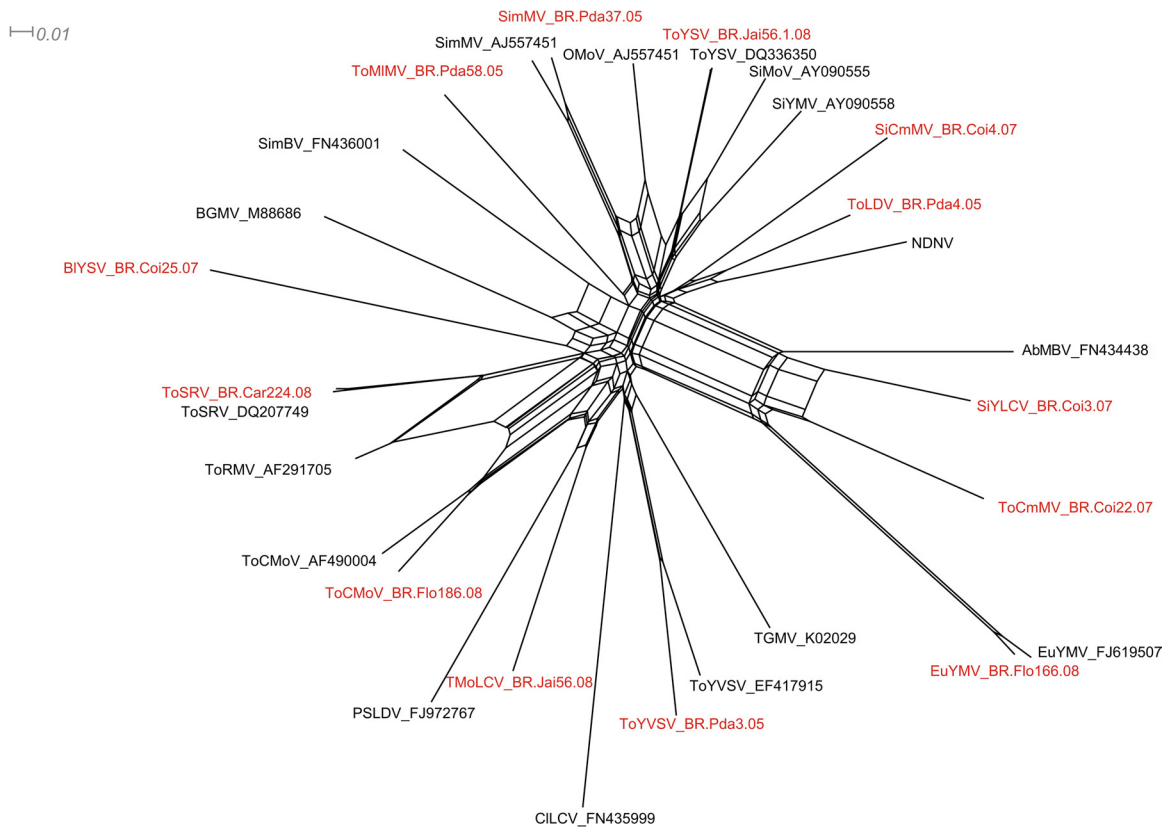 SimMV_BR.Pda37.05
0.01
ToYSV_BR.Jai56.1.08
SimMV_AJ557451
OMoV_AJ557451
ToYSV_DQ336350
ToMlMV_BR.Pda58.05
SiMoV_AY090555
SiYMV_AY090558
SiCmMV_BR.Coi4.07
SimBV_FN436001
ToLDV_BR.Pda4.05
BGMV_M88686
NDNV
BlYSV_BR.Coi25.07
AbMBV_FN434438
ToSRV_BR.Car224.08
SiYLCV_BR.Coi3.07
ToSRV_DQ207749
ToRMV_AF291705
ToCmMV_BR.Coi22.07
ToCMoV_AF490004
ToCMoV_BR.Flo186.08
TGMV_K02029
EuYMV_FJ619507
EuYMV_BR.Flo166.08
TMoLCV_BR.Jai56.08
ToYVSV_EF417915
PSLDV_FJ972767
ToYVSV_BR.Pda3.05
ClLCV_FN435999